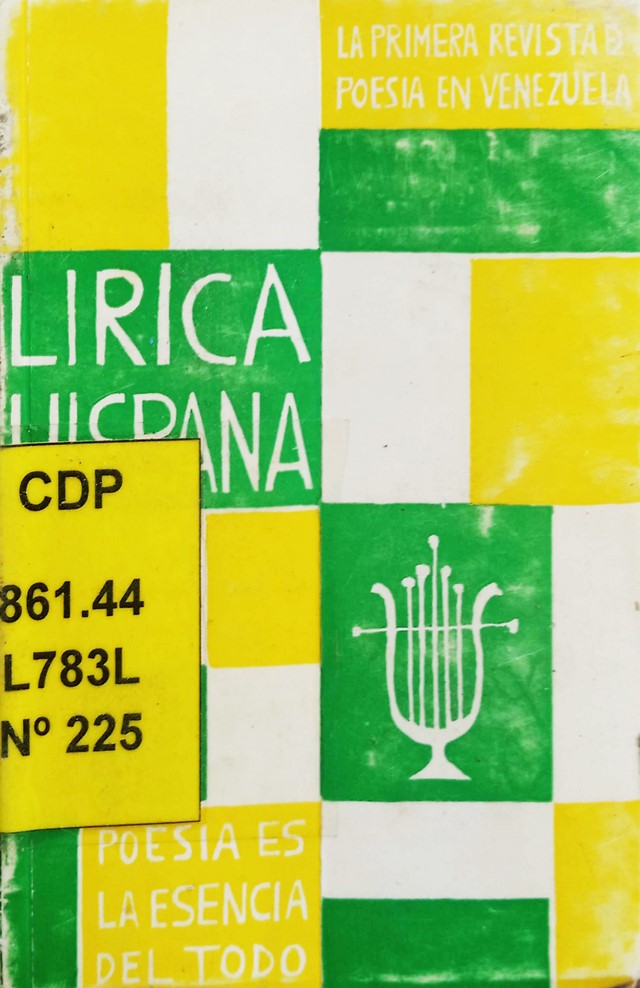 LA PRIMERA REVISTA D
POESIA EN VENEZUELA
LIRICA
HISPANA
CDP
861.44
L783L
Nº 225
POESIA ES
LA ESENCIA
DEL TODO